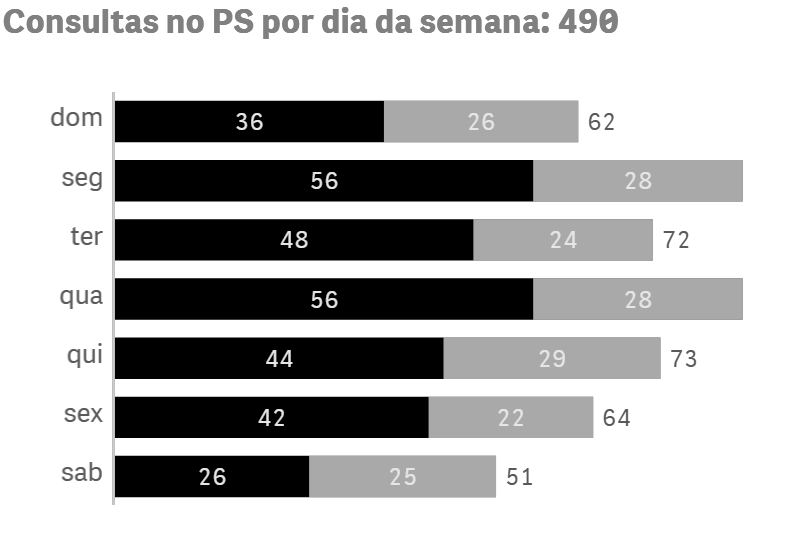 Consultas no PS por dia da semana: 490
dom 36 26 62
seg 56 28
ter 48 24 72
qua 56 28
qui 44 29 73
sex 42 22 64
sab 26 25 51